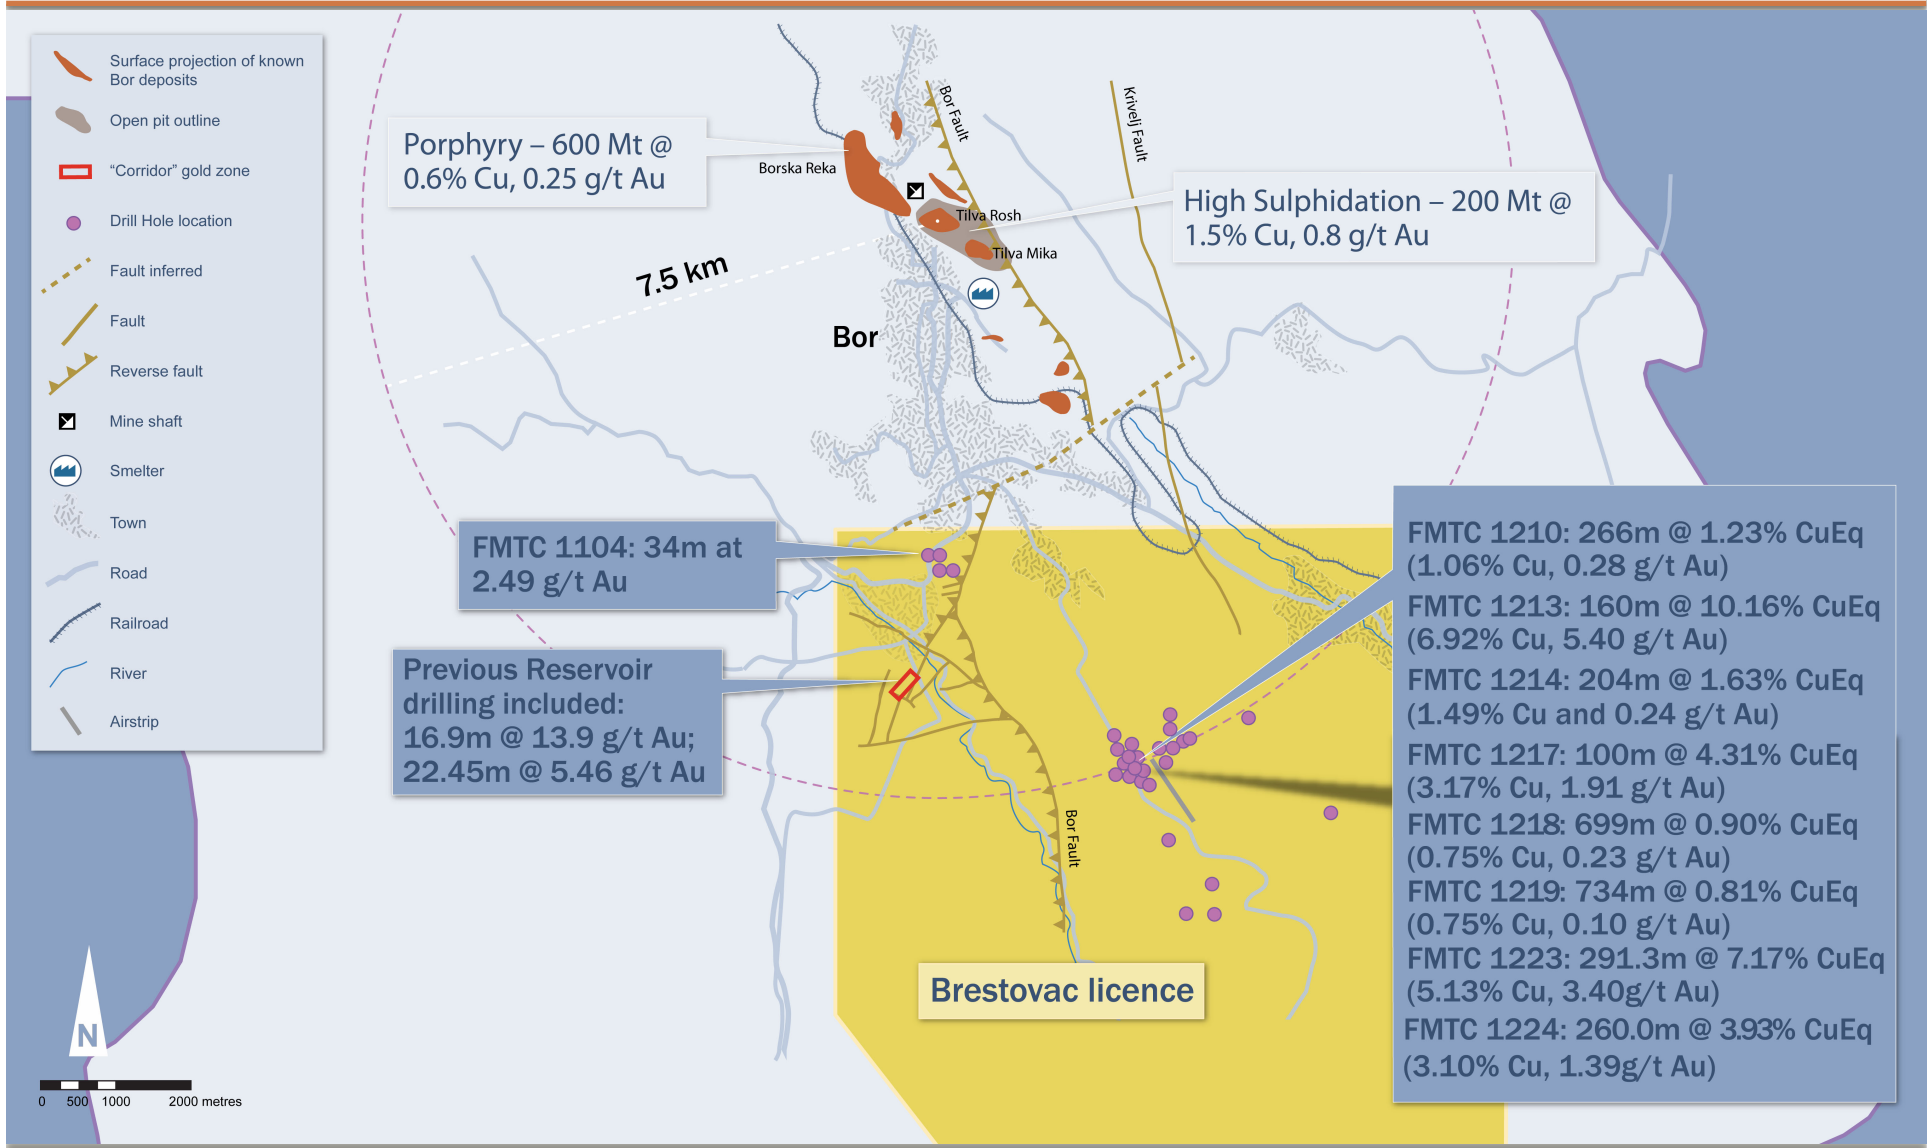 Surface projection of known
Bor deposits
Open pit outline
“Corridor” gold zone
Drill Hole location
Fault inferred
Fault
Reverse fault
Mine shaft
Smelter
Town
Road
Railroad
River
Airstrip
N
0 500 1000 2000 metres
Porphyry – 600 Mt @
0.6% Cu, 0.25 g/t Au
Borska Reka
Bor Fault
Krivelj Fault
High Sulphidation – 200 Mt @
1.5% Cu, 0.8 g/t Au
Tilva Rosh
Tilva Mika
7.5 km
Bor
FMTC 1104: 34m at
2.49 g/t Au
Previous Reservoir
drilling included:
16.9m @ 13.9 g/t Au;
22.45m @ 5.46 g/t Au
Bor Fault
Brestovac licence
FMTC 1210: 266m @ 1.23% CuEq
(1.06% Cu, 0.28 g/t Au)
FMTC 1213: 160m @ 10.16% CuEq
(6.92% Cu, 5.40 g/t Au)
FMTC 1214: 204m @ 1.63% CuEq
(1.49% Cu and 0.24 g/t Au)
FMTC 1217: 100m @ 4.31% CuEq
(3.17% Cu, 1.91 g/t Au)
FMTC 1218: 699m @ 0.90% CuEq
(0.75% Cu, 0.23 g/t Au)
FMTC 1219: 734m @ 0.81% CuEq
(0.75% Cu, 0.10 g/t Au)
FMTC 1223: 291.3m @ 7.17% CuEq
(5.13% Cu, 3.40g/t Au)
FMTC 1224: 260.0m @ 3.93% CuEq
(3.10% Cu, 1.39g/t Au)